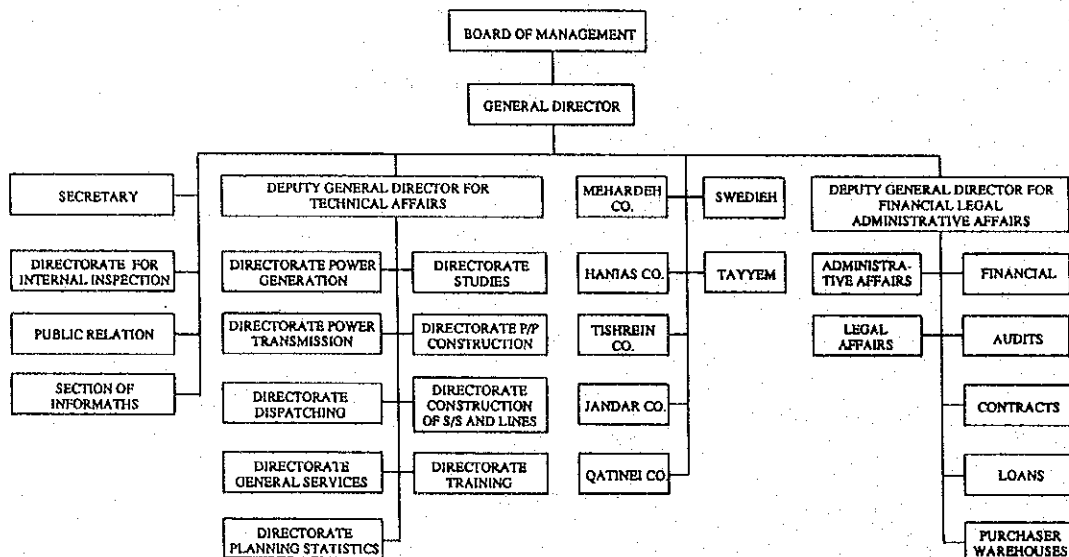 BOARD OF MANAGEMENT
GENERAL DIRECTOR
SECRETARY
DEPUTY GENERAL DIRECTOR FOR
TECHNICAL AFFAIRS
MEHARDEH
CO.
SWEDIEH
DEPUTY GENERAL DIRECTOR FOR
FINANCIAL LEGAL
ADMINISTRATIVE AFFAIRS
DIRECTORATE FOR
INTERNAL INSPECTION
DIRECTORATE POWER
GENERATION
DIRECTORATE
STUDIES
HANIAS CO.
TAYYEM
ADMINISTRA-
TIVE AFFAIRS
FINANCIAL
PUBLIC RELATION
DIRECTORATE POWER
TRANSMISSION
DIRECTORATE P/P
CONSTRUCTION
TISHREIN
CO.
LEGAL
AFFAIRS
AUDITS
SECTION OF
INFORMATHS
DIRECTORATE
DISPATCHING
DIRECTORATE
CONSTRUCTION
OF S/S AND LINES
JANDAR CO.
CONTRACTS
DIRECTORATE
GENERAL SERVICES
DIRECTORATE
TRAINING
QATINEI CO.
LOANS
DIRECTORATE
PLANNING STATISTICS
PURCHASER
WAREHOUSES